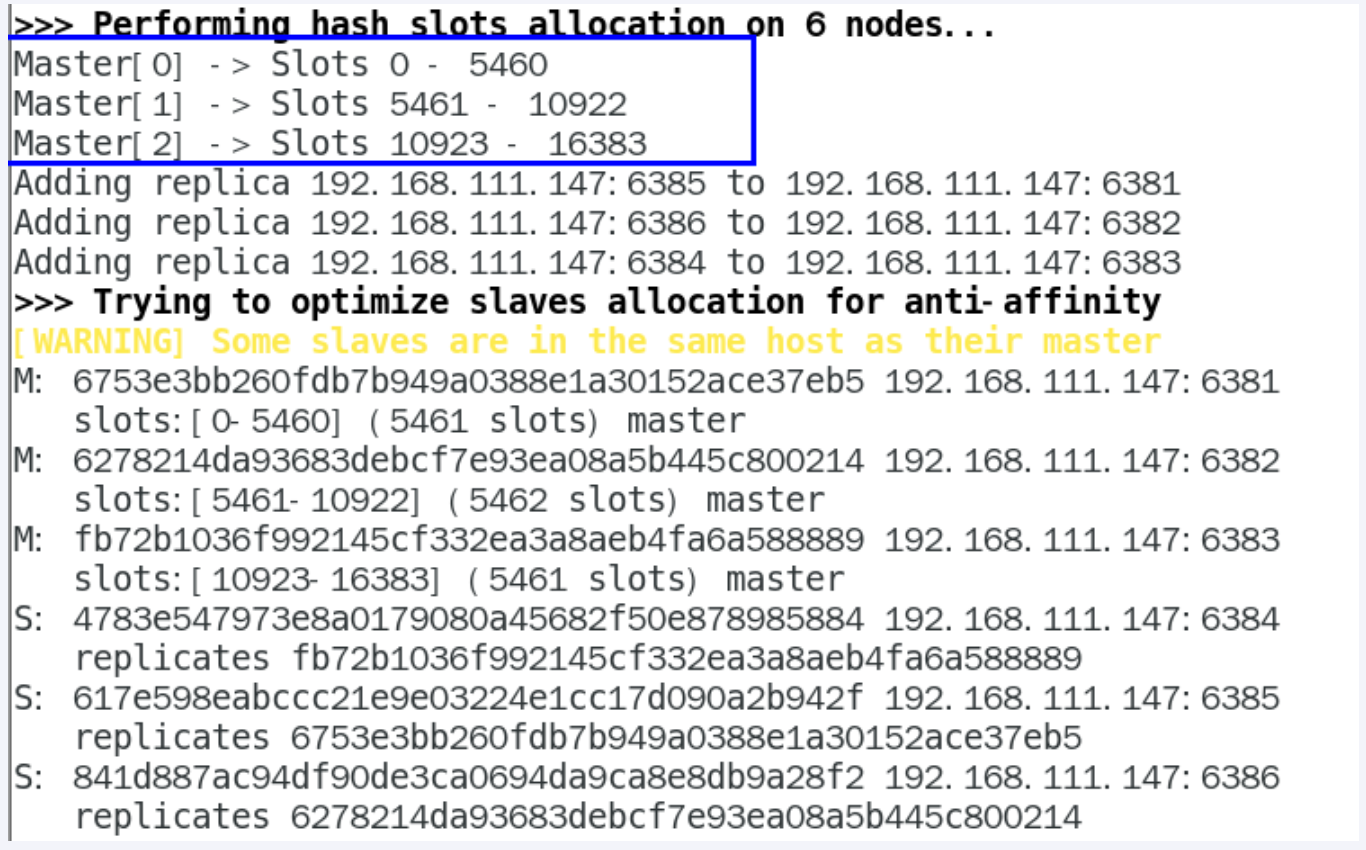 >>> Performing hash slots allocation on 6 nodes...
Master[0] -> Slots 0 - 5460
Master[1] -> Slots 5461 - 10922
Master[2] -> Slots 10923 - 16383
Adding replica 192.168.111.147:6385 to 192.168.111.147:6381
Adding replica 192.168.111.147:6386 to 192.168.111.147:6382
Adding replica 192.168.111.147:6384 to 192.168.111.147:6383
>>> Trying to optimize slaves allocation for anti-affinity
[WARNING] Some slaves are in the same host as their master
M: 6753e3bb260fdb7b949a0388e1a30152ace37eb5 192.168.111.147:6381
slots:[0-5460] (5461 slots) master
M: 6278214da93683debcf7e93ea08a5b445c800214 192.168.111.147:6382
slots:[5461-10922] (5462 slots) master
M: fb72b1036f992145cf332ea3a8aeb4fa6a588889 192.168.111.147:6383
slots:[10923-16383] (5461 slots) master
S: 4783e547973e8a0179080a45682f50e878985884 192.168.111.147:6384
replicates fb72b1036f992145cf332ea3a8aeb4fa6a588889
S: 617e598eabccc21e9e03224e1cc17d090a2b942f 192.168.111.147:6385
replicates 6753e3bb260fdb7b949a0388e1a30152ace37eb5
S: 841d887ac94df90de3ca0694da9ca8e8db9a28f2 192.168.111.147:6386
replicates 6278214da93683debcf7e93ea08a5b445c800214